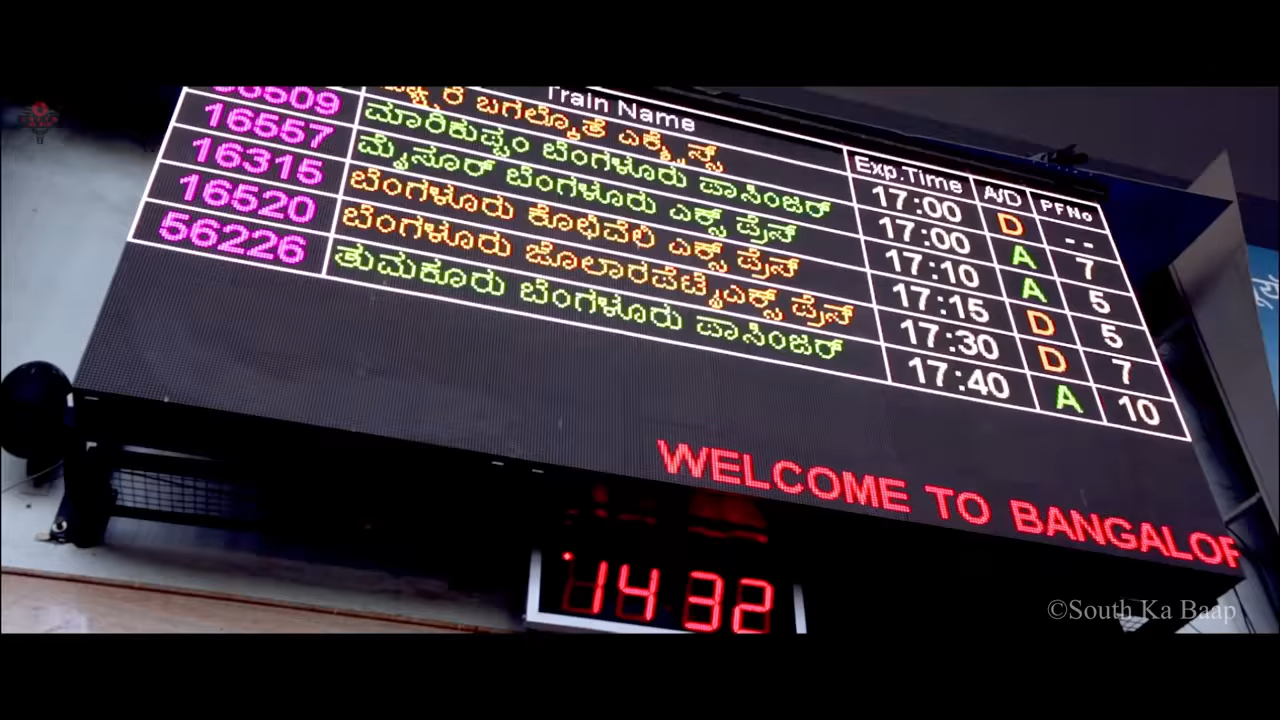 Train Name Exp.Time A/D PFNo
ಬಗಲ್ಕೊತೆ 17:00 D --
ಮಾರಿಕುಪ್ಪಂ ಬೆಂಗಳೂರು ಪಾಸಿಂಜರ್ 17:00 A 7
16557 ಮೈಸೂರ್ ಬೆಂಗಳೂರು ಎಕ್ಸ್ ಪ್ರೆಸ್ 17:10 A 5
16315 ಬೆಂಗಳೂರು ಕೊಛಿವೆಲಿ ಎಕ್ಸ್ ಪ್ರೆಸ್ 17:15 D 5
16520 ಬೆಂಗಳೂರು ಜೊಲಾರಪೆಟ್ಟೈಎಕ್ಸ್ ಪ್ರೆಸ್ 17:30 D 7
56226 ತುಮಕೂರು ಬೆಂಗಳೂರು ಪಾಸಿಂಜರ್ 17:40 A 10
WELCOME TO BANGALOR
14 32
©South Ka Baap